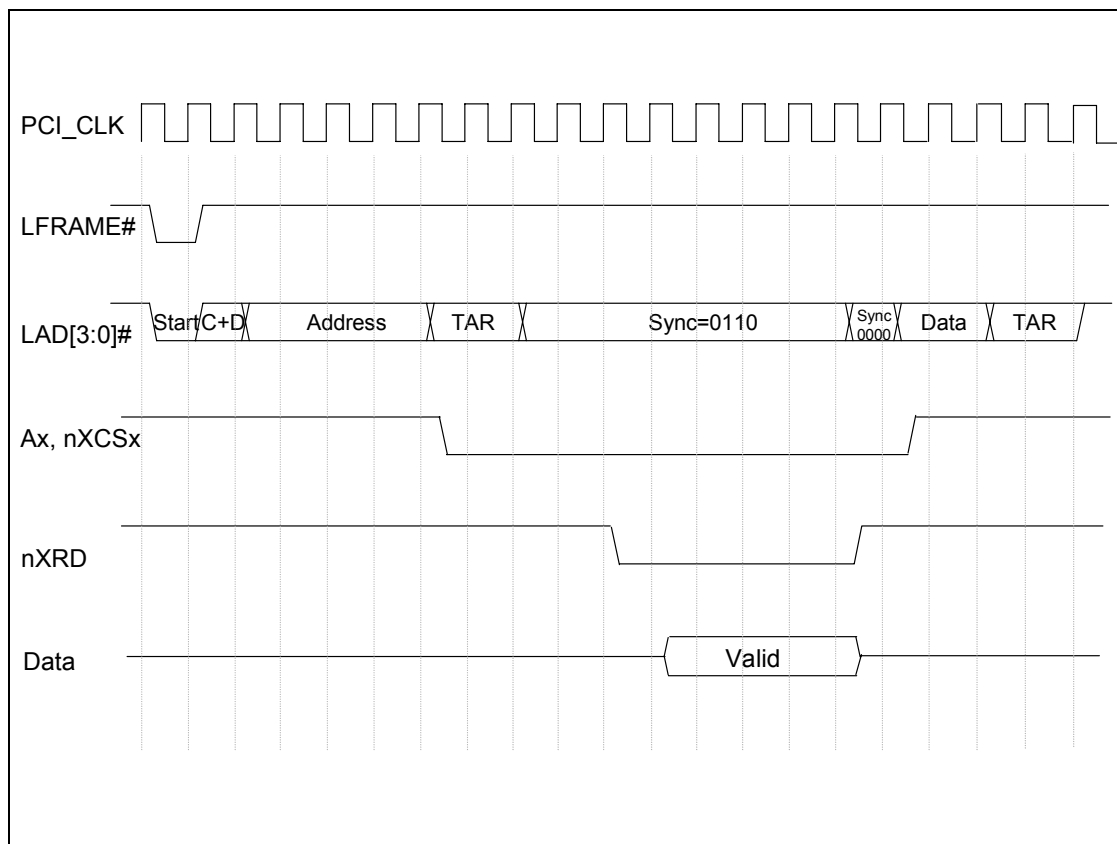 PCI_CLK
LFRAME#
LAD[3:0]#
Start
C+D
Address
TAR
Sync=0110
Sync
0000
Data
TAR
Ax, nXCSx
nXRD
Data
Valid